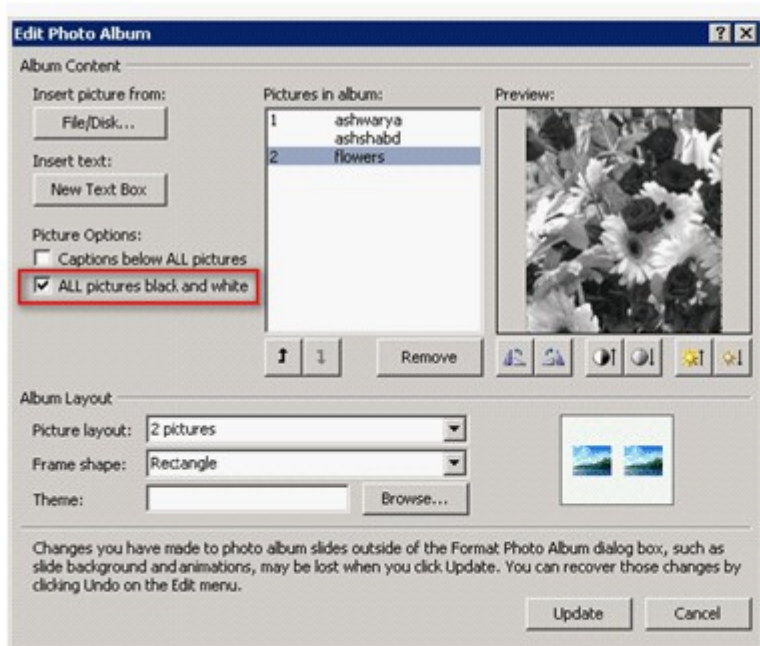 Edit Photo Album
Album Content
Insert picture from:
File/Disk...
Insert text:
New Text Box
Picture Options:
Captions below ALL pictures
ALL pictures black and white
Pictures in album:
1 ashwarya
ashshabd
2 flowers
Remove
Preview:
Album Layout
Picture layout: 2 pictures
Frame shape: Rectangle
Theme:
Browse...
Changes you have made to photo album slides outside of the Format Photo Album dialog box, such as
slide background and animations, may be lost when you click Update. You can recover those changes by
clicking Undo on the Edit menu.
Update
Cancel